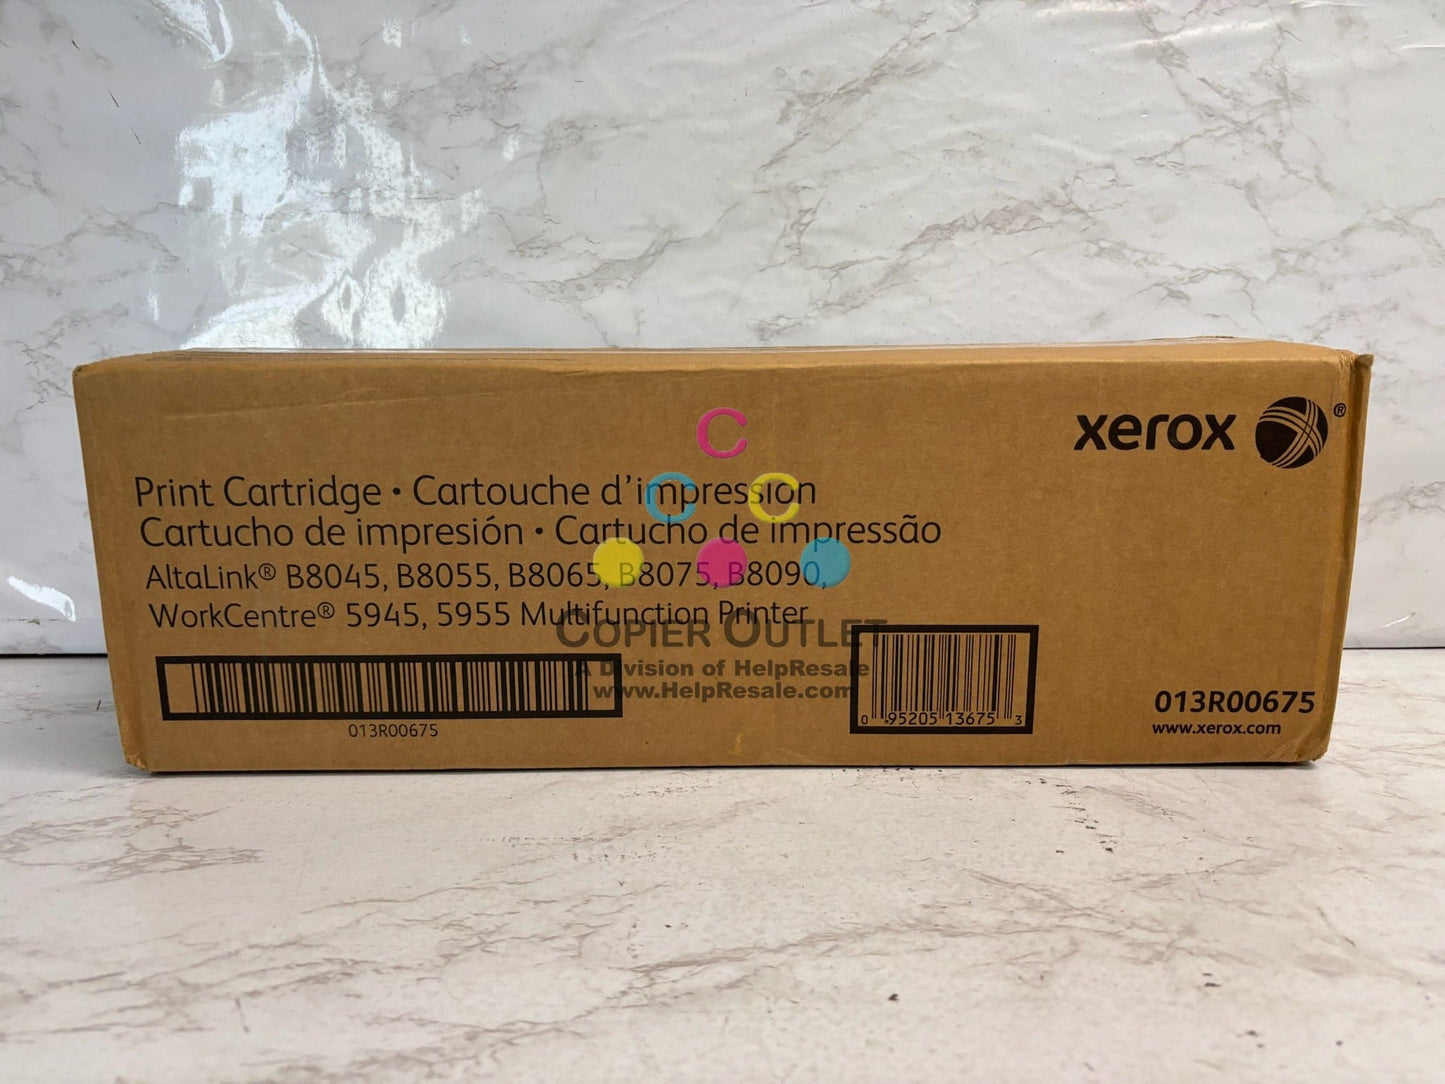 xerox ®
Print Cartridge • Cartouche d'impression
Cartucho de impresión • Cartucho de impressão
AltaLink® B8045, B8055, B8065, B8075, B8090,
WorkCentre® 5945, 5955 Multifunction Printer
013R00675
0 95205 13675 3
013R00675
www.xerox.com
C
C C
COPIER OUTLET
A Division of HelpResale
www.HelpResale.com